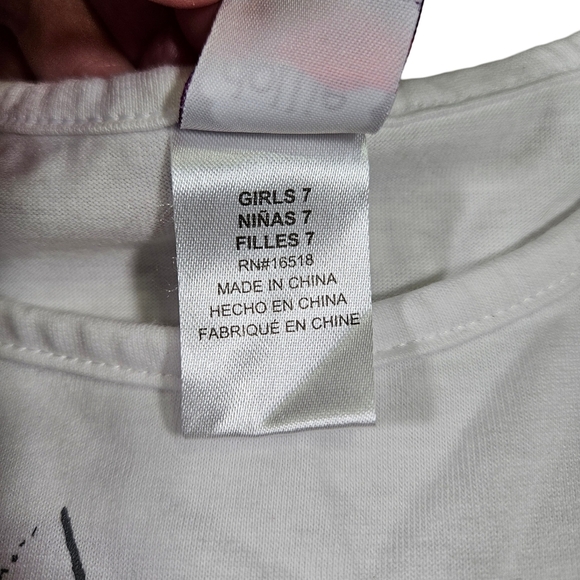 GIRLS 7
NIÑAS 7
FILLES 7
RN#16518
MADE IN CHINA
HECHO EN CHINA
FABRIQUÉ EN CHINE